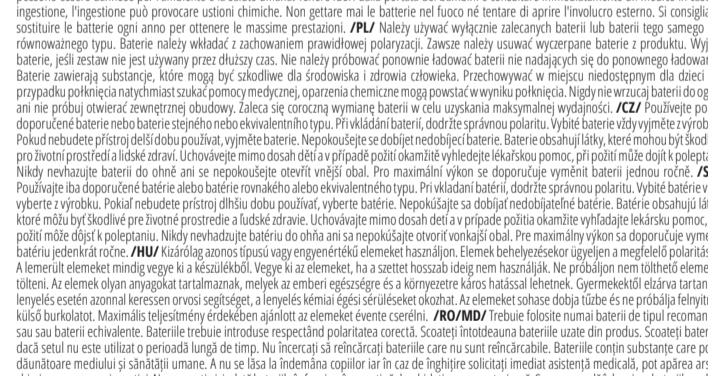 ingestione, l'ingestione può provocare ustioni chimiche. Non gettare mai le batterie nel fuoco né tentare di aprire l'involucro esterno. Si consiglia
sostituire le batterie ogni anno per ottenere le massime prestazioni. /PL/ Należy używać wyłącznie zalecanych baterii lub baterii tego samego
równoważnego typu. Baterie należy wkładać z zachowaniem prawidłowej polaryzacji. Zawsze należy usuwać wyczerpane baterie z produktu. Wyj
baterie, jeśli zestaw nie jest używany przez dłuższy czas. Nie należy próbować ponownie ładować baterii nie nadających się do ponownego ładowan
Baterie zawierają substancje, które mogą być szkodliwe dla środowiska i zdrowia człowieka. Przechowywać w miejscu niedostępnym dla dzieci
przypadku połknięcia natychmiast szukać pomocy medycznej, oparzenia chemiczne mogą powstać w wyniku połknięcia. Nigdy nie wrzucaj baterii do og
ani nie próbuj otwierać zewnętrznej obudowy. Zaleca się coroczną wymianę baterii w celu uzyskania maksymalnej wydajności. /CZ/ Používejte po
doporučené baterie nebo baterie stejného nebo ekvivalentního typu. Při vkládání baterií, dodržte správnou polaritu. Vybité baterie vždy vyjměte z výrob
Pokud nebudete přístroj delší dobu používat, vyjměte baterie. Nepokoušejte se dobíjet nedobíjecí baterie. Baterie obsahují látky, které mohou být škodl
pro životní prostředí a lidské zdraví. Uchovávejte mimo dosah dětí a v případě požití okamžitě vyhledejte lékařskou pomoc, při požití může dojít k polepta
Nikdy nevhazujte baterii do ohně ani se nepokoušejte otevřít vnější obal. Pro maximální výkon se doporučuje vyměnit baterii jednou ročně. /S
Používajte iba doporučené batérie alebo batérie rovnakého alebo ekvivalentného typu. Pri vkladaní batérií, dodržte správnou polaritu. Vybité batérie v
vyberte z výrobku. Pokiaľ nebudete prístroj dlhšiu dobu používať, vyberte batérie. Nepokúšajte sa dobíjať nedobíjateľné batérie. Batérie obsahujú lát
ktoré môžu byť škodlivé pre životné prostredie a ľudské zdravie. Uchovávajte mimo dosah detí a v prípade požitia okamžite vyhľadajte lekársku pomoc,
požití môže dôjsť k poleptaniu. Nikdy nevhadzujte batériu do ohňa ani sa nepokúšajte otvoriť vonkajší obal. Pre maximálny výkon sa doporučuje vyme
batériu jedenkrát ročne. /HU/ Kizárólag azonos típusú vagy egyenértékű elemeket használjon. Elemek behelyezésekor ügyeljen a megfelelő polaritás
A lemerült elemeket mindig vegye ki a készülékből. Vegye ki az elemeket, ha a szettet hosszab ideig nem használják. Ne próbáljon nem tölthető eleme
tölteni. Az elemek olyan anyagokat tartalmaznak, melyek az emberi egészségre és a környezetre káros hatással lehetnek. Gyermekektől elzárva tartan
lenyelés esetén azonnal keressen orvosi segítséget, a lenyelés kémiai égési sérüléseket okozhat. Az elemeket sohase dobja tűzbe és ne próbálja felnyitn
külső burkolatot. Maximális teljesítmény érdekében ajánlott az elemeket évente cserélni. /RO/MD/ Trebuie folosite numai baterii de tipul recoman
sau sau baterii echivalente. Bateriile trebuie introduse respectând polaritatea corectă. Scoateți întotdeauna bateriile uzate din produs. Scoateți bater
dacă setul nu este utilizat o perioadă lungă de timp. Nu încercați să reîncărcați bateriile care nu sunt reîncărcabile. Bateriile conțin substanțe care po
dăunătoare mediului și sănătății umane. A nu se lăsa la îndemâna copiilor iar în caz de înghițire solicitați imediat asistență medicală, pot apărea ars